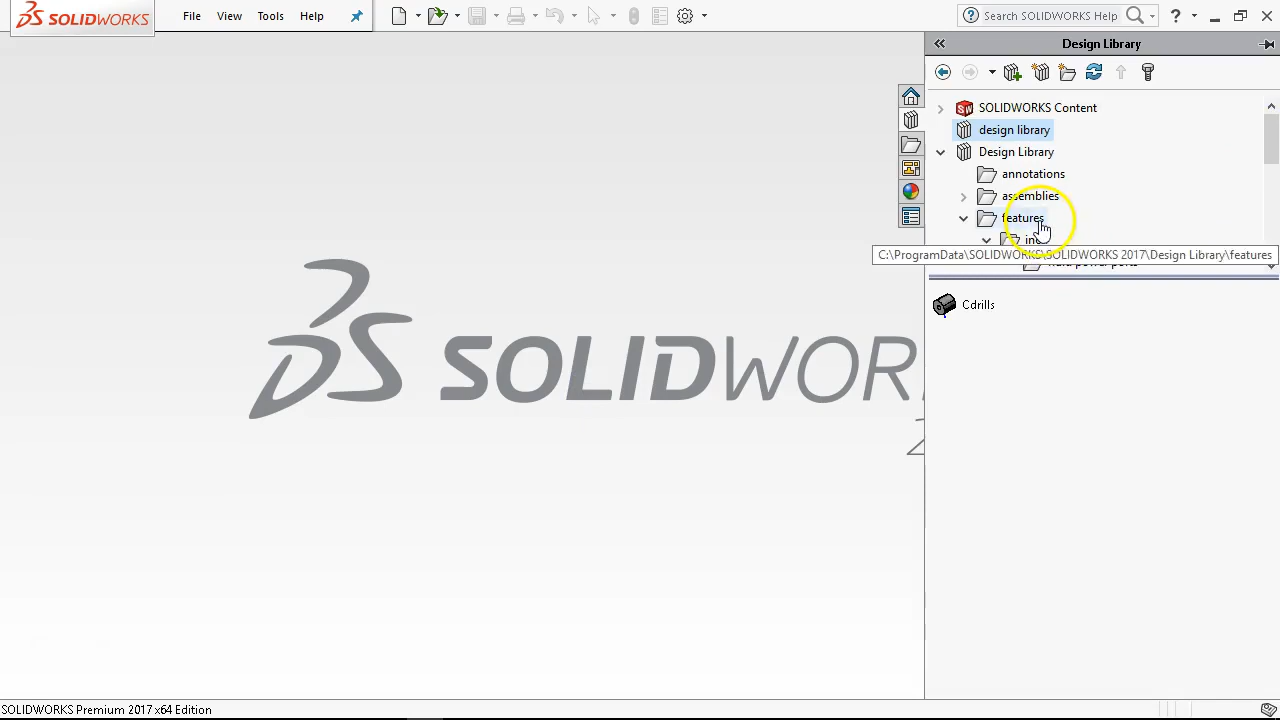 SOLIDWORKS File View Tools Help Search SOLIDWORKS Help ?
Design Library
SOLIDWORKS Content
design library
Design Library
annotations
assemblies
features
C:\ProgramData\SOLIDWORKS\SOLIDWORKS 2017\Design Library\features
Cdrills
SOLIDWOR
SOLIDWORKS Premium 2017 x64 Edition